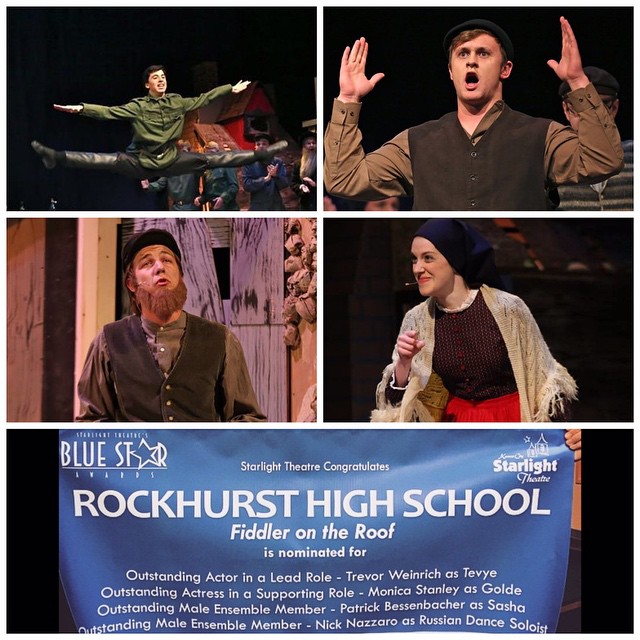 STARLIGHT THEATRE'S
BLUE STAR
AWARDS
Kansas City
Starlight
Theatre
Starlight Theatre Congratulates
ROCKHURST HIGH SCHOOL
Fiddler on the Roof
is nominated for
Outstanding Actor in a Lead Role - Trevor Weinrich as Tevye
Outstanding Actress in a Supporting Role - Monica Stanley as Golde
Outstanding Male Ensemble Member - Patrick Bessenbacher as Sasha
Outstanding Male Ensemble Member - Nick Nazzaro as Russian Dance Soloist